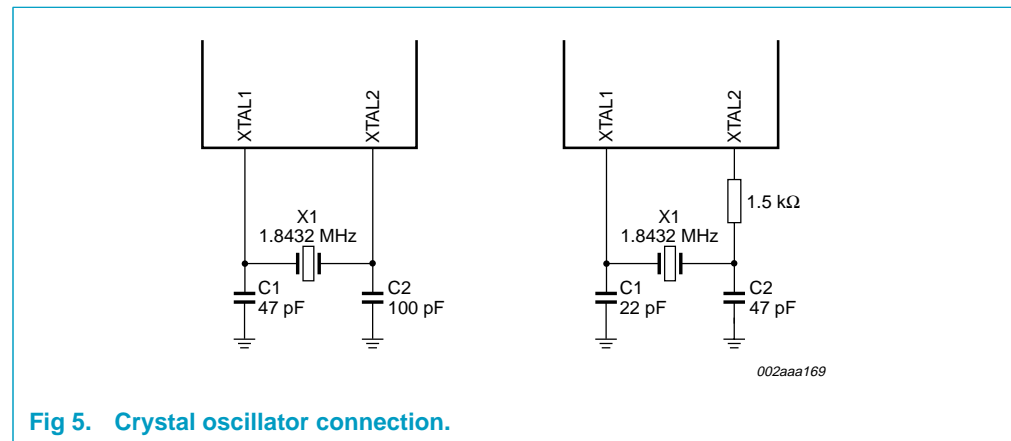 XTAL1
XTAL2
X1
1.8432 MHz
C1
47 pF
C2
100 pF
XTAL1
XTAL2
1.5 kΩ
X1
1.8432 MHz
C1
22 pF
C2
47 pF
002aaa169
Fig 5. Crystal oscillator connection.